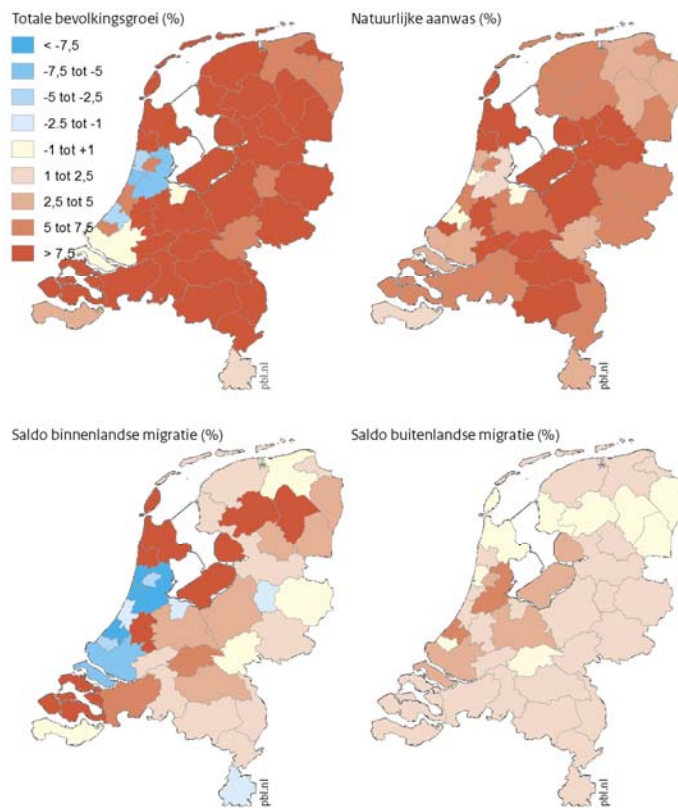 Totale bevolkingsgroei (%)
< -7,5
-7,5 tot -5
-5 tot -2,5
-2.5 tot -1
-1 tot +1
1 tot 2,5
2,5 tot 5
5 tot 7,5
> 7,5
pbl.nl
Natuurlijke aanwas (%)
pbl.nl
Saldo binnenlandse migratie (%)
pbl.nl
Saldo buitenlandse migratie (%)
pbl.nl